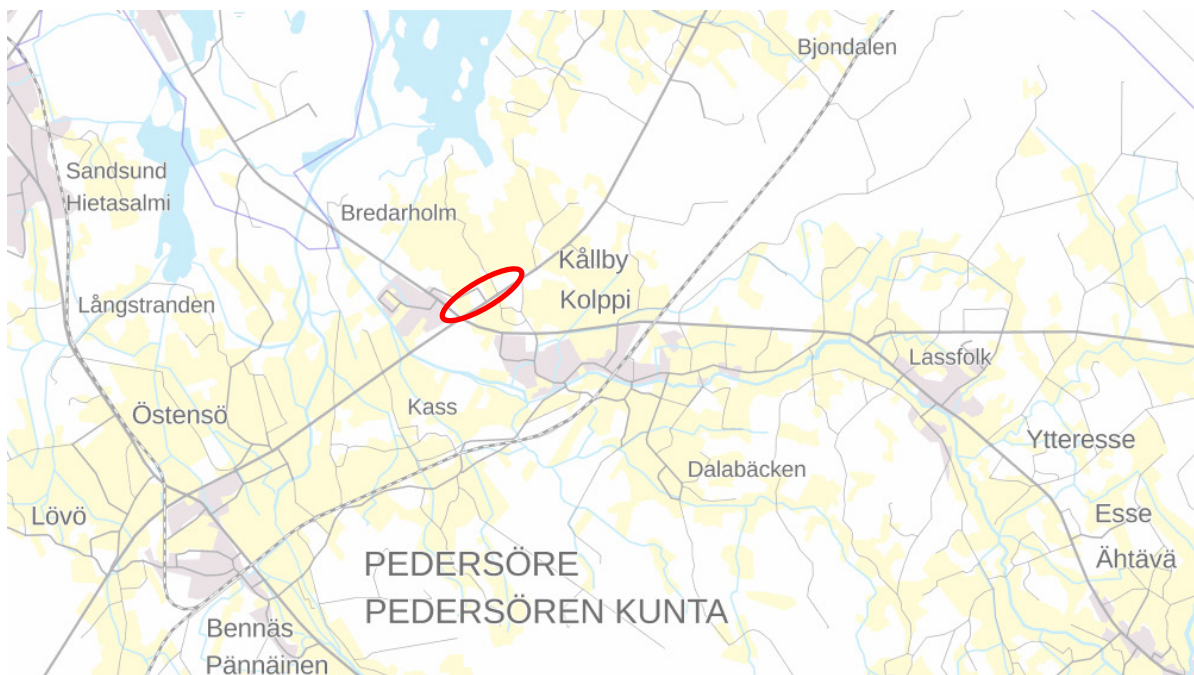 Bjondalen
Sandsund
Hietasalmi
Bredarholm
Kållby
Kolppi
Långstranden
Lassfolk
Östensö
Kass
Ytteresse
Dalabäcken
Lövö
Esse
Ähtävä
PEDERSÖRE
PEDERSÖREN KUNTA
Bennäs
Pännäinen